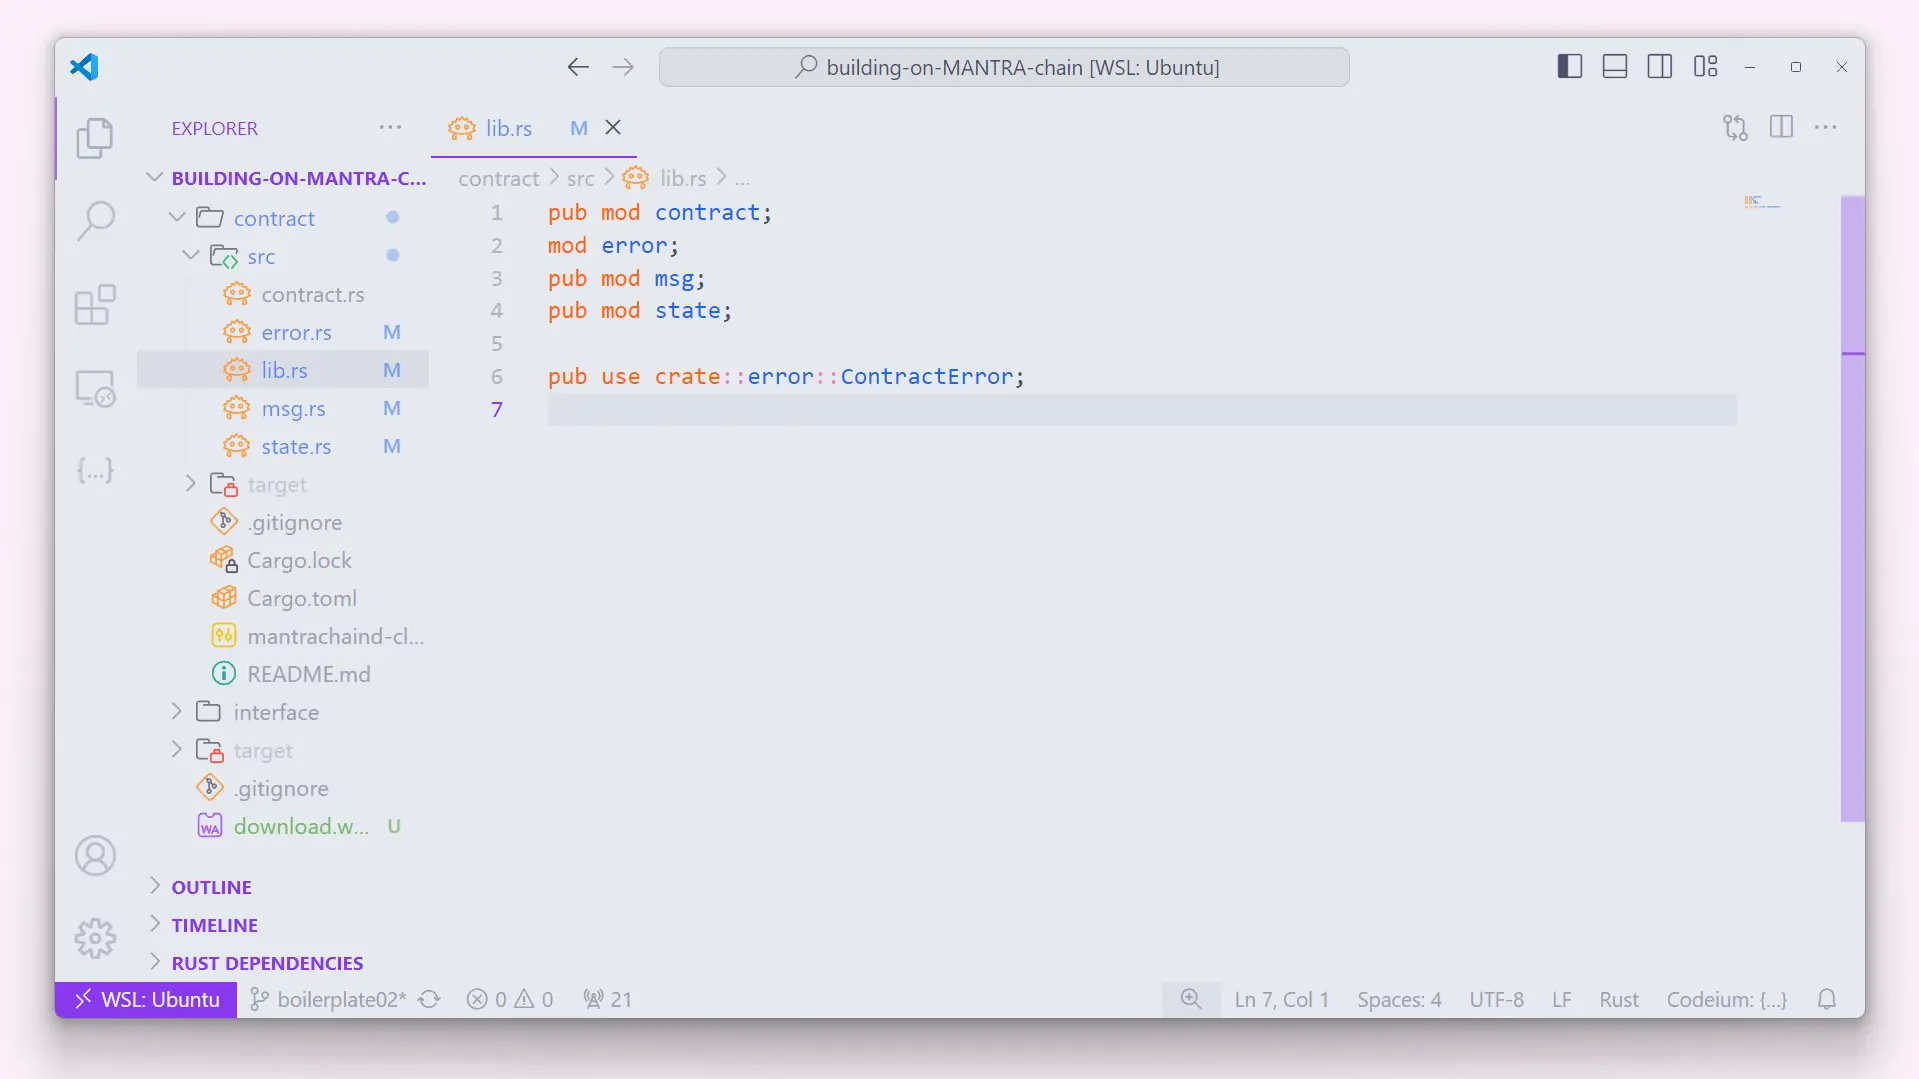 building-on-MANTRA-chain [WSL: Ubuntu]
EXPLORER
BUILDING-ON-MANTRA-C...
contract
src
contract.rs
error.rs M
lib.rs M
msg.rs M
state.rs M
target
.gitignore
Cargo.lock
Cargo.toml
mantrachaind-cl...
README.md
interface
target
.gitignore
WA download.w... U
OUTLINE
TIMELINE
RUST DEPENDENCIES
lib.rs M
contract > src > lib.rs > ...
1 pub mod contract;
2 mod error;
3 pub mod msg;
4 pub mod state;
5
6 pub use crate::error::ContractError;
7
WSL: Ubuntu boilerplate02* 0 0 21 Ln 7, Col 1 Spaces: 4 UTF-8 LF Rust Codeium: {...}